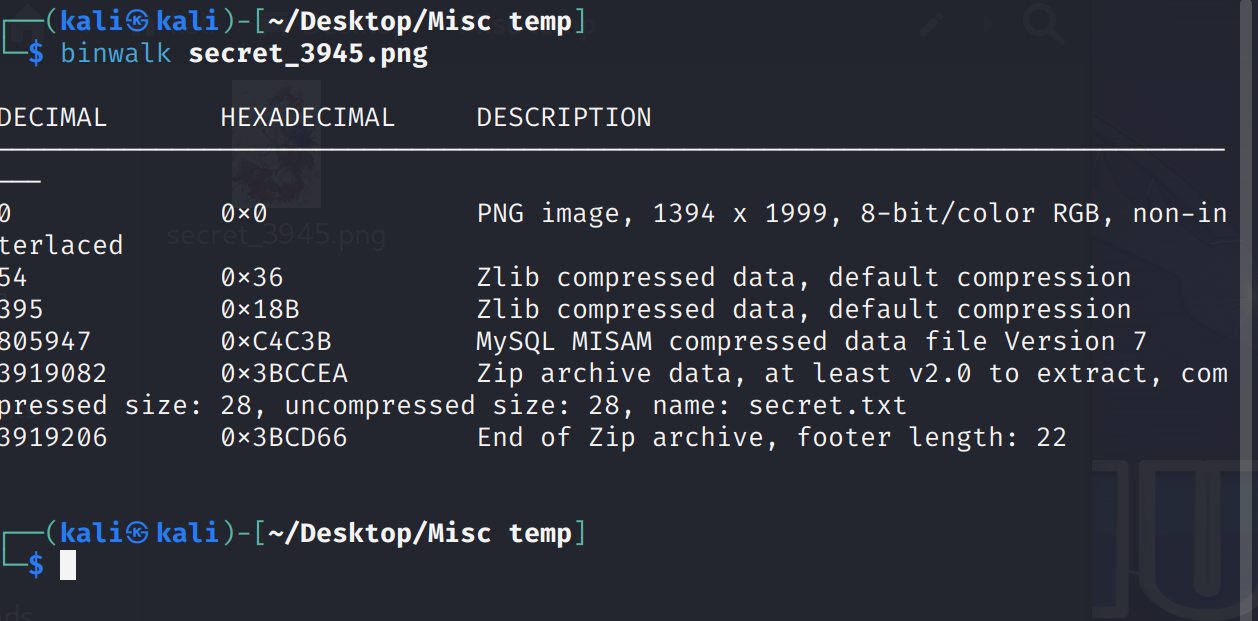 ┌──(kali㉿kali)-[~/Desktop/Misc temp]
└─$ binwalk secret_3945.png
DECIMAL       HEXADECIMAL     DESCRIPTION
0             0×0             PNG image, 1394 x 1999, 8-bit/color RGB, non-in
terlaced
54            0×36            Zlib compressed data, default compression
395           0×18B           Zlib compressed data, default compression
805947        0×C4C3B         MySQL MISAM compressed data file Version 7
3919082       0×3BCCEA        Zip archive data, at least v2.0 to extract, com
pressed size: 28, uncompressed size: 28, name: secret.txt
3919206       0×3BCD66        End of Zip archive, footer length: 22
secret_3945.png
┌──(kali㉿kali)-[~/Desktop/Misc temp]
└─$